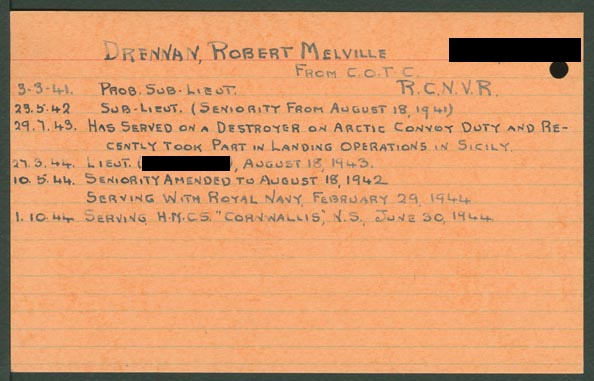 DRENNAN, ROBERT MELVILLE
FROM C.O.T.C.
3-3-41. PROB. SUB-LIEUT. R.C.N.V.R.
23.5.42 SUB-LIEUT. (SENIORITY FROM AUGUST 18, 1941)
29.7.43. HAS SERVED ON A DESTROYER ON ARCTIC CONVOY DUTY AND RE-
CENTLY TOOK PART IN LANDING OPERATIONS IN SICILY.
27.3.44. LIEUT. ( ), AUGUST 18, 1943.
10.5.44. SENIORITY AMENDED TO AUGUST 18, 1942
SERVING WITH ROYAL NAVY, FEBRUARY 29, 1944
1.10.44 SERVING, H.M.C.S. "CORNWALLIS", N.S., JUNE 30, 1944.